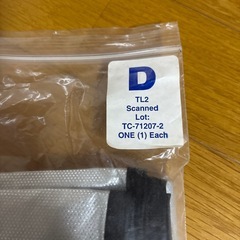 D
TL2
Scanned
Lot:
TC-71207-2
ONE (1) Each